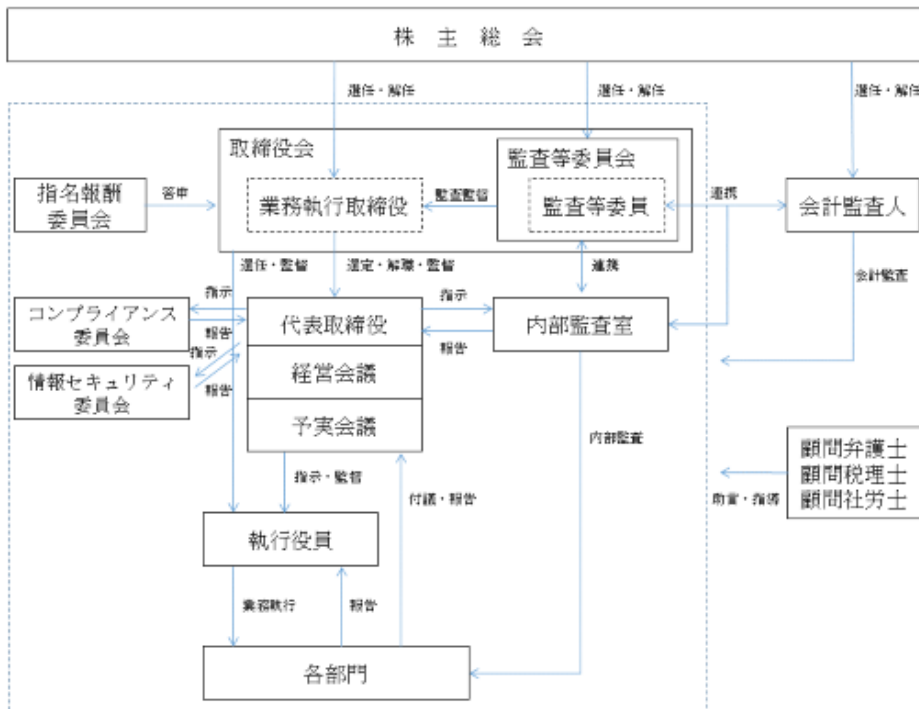 株主総会
選任・解任
選任・解任
選任・解任
取締役会
監査等委員会
指名報酬
委員会
答申
業務執行取締役
監査監督
監査等委員
連携
会計監査人
選任・監督
選定・解職・監督
連携
会計監査
指示
指示
コンプライアンス
委員会
報告
代表取締役
報告
内部監査室
指示
情報セキュリティ
委員会
報告
経営会議
予実会議
内部監査
顧問弁護士
顧問税理士
顧問社労士
指示・監督
付議・報告
助言・指導
執行役員
業務執行
報告
各部門